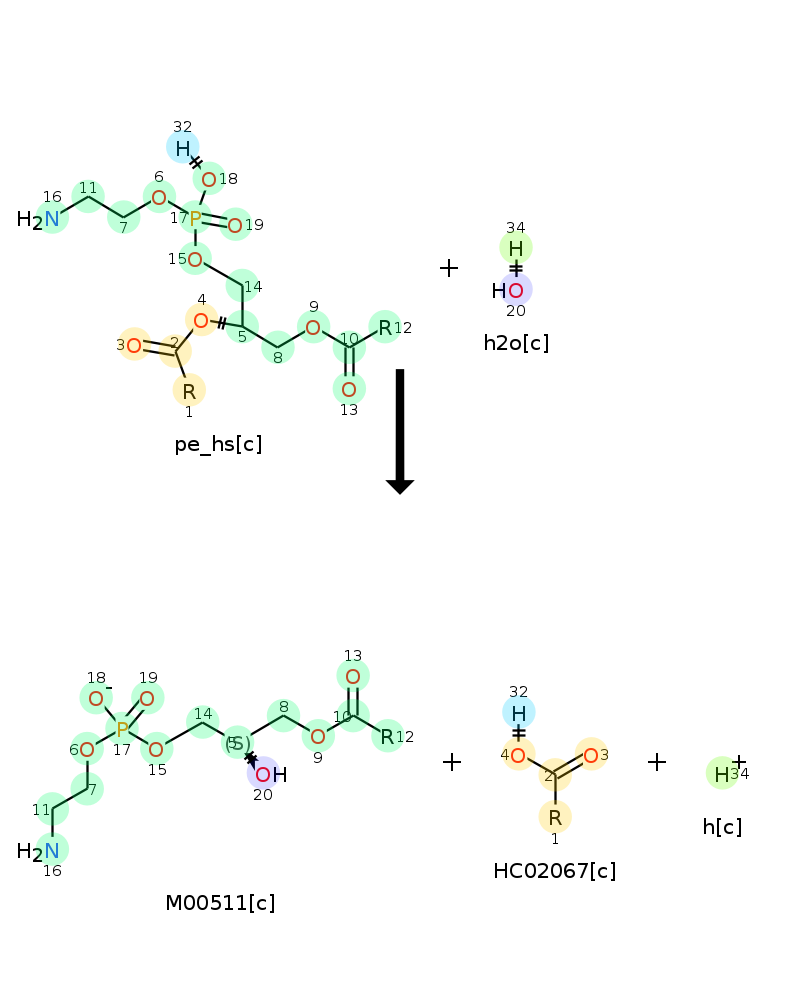 32
H
O 18
16
11
6
H2N
7
O
17 P
O 19
15 O
14
4
O
9
O
3 O
2
5
8
10
R 12
R
1
O
13
pe_hs[c]
+
34
H
HO
20
h2o[c]
13
O
18
O-
19
O
14
8
10
R 12
P
17
(S)
5
O
9
6 O
O
15
OH
20
7
11
H2N
16
M00511[c]
+
32
H
4 O
O 3
2
R
1
HC02067[c]
+
H+
34
h[c]